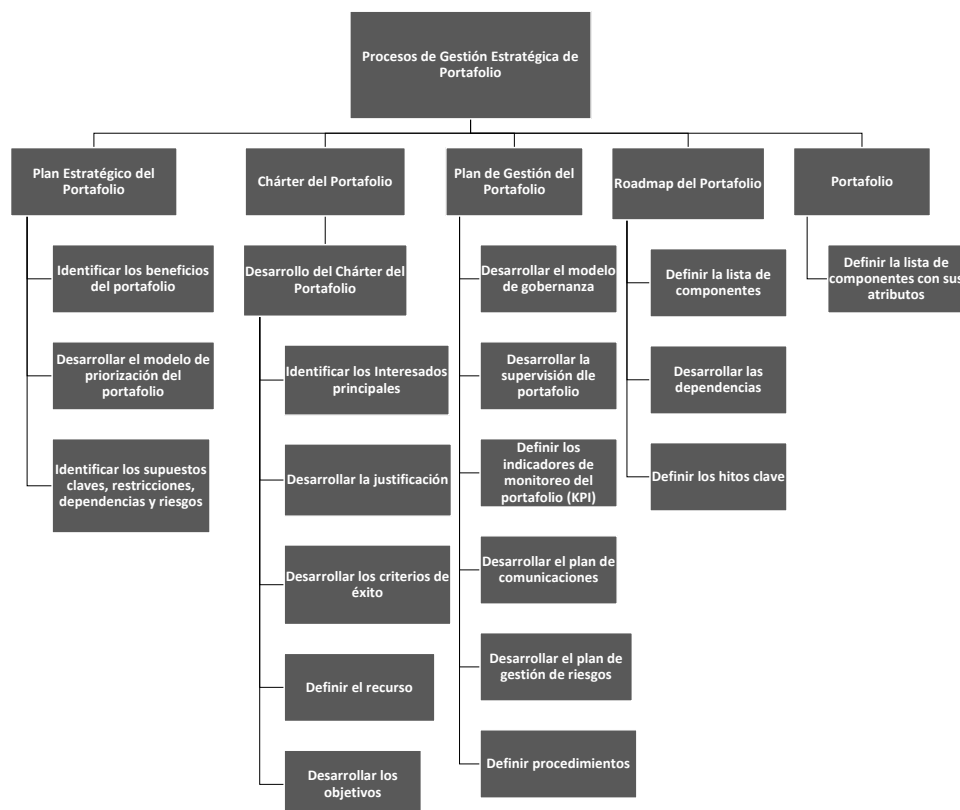 Procesos de Gestión Estratégica de
Portafolio
Plan Estratégico del
Portafolio
Identificar los beneficios
del portafolio
Desarrollar el modelo de
priorización del
portafolio
Identificar los supuestos
claves, restricciones,
dependencias y riesgos
Chárter del Portafolio
Desarrollo del Chárter del
Portafolio
Identificar los Interesados
principales
Desarrollar la justificación
Desarrollar los criterios de
éxito
Definir el recurso
Desarrollar los
objetivos
Plan de Gestión del
Portafolio
Desarrollar el modelo
de gobernanza
Desarrollar la
supervisión dle
portafolio
Definir los
indicadores de
monitoreo del
portafolio (KPI)
Desarrollar el plan de
comunicaciones
Desarrollar el plan de
gestión de riesgos
Definir procedimientos
Roadmap del Portafolio
Definir la lista de
componentes
Desarrollar las
dependencias
Definir los hitos clave
Portafolio
Definir la lista de
componentes con sus
atributos